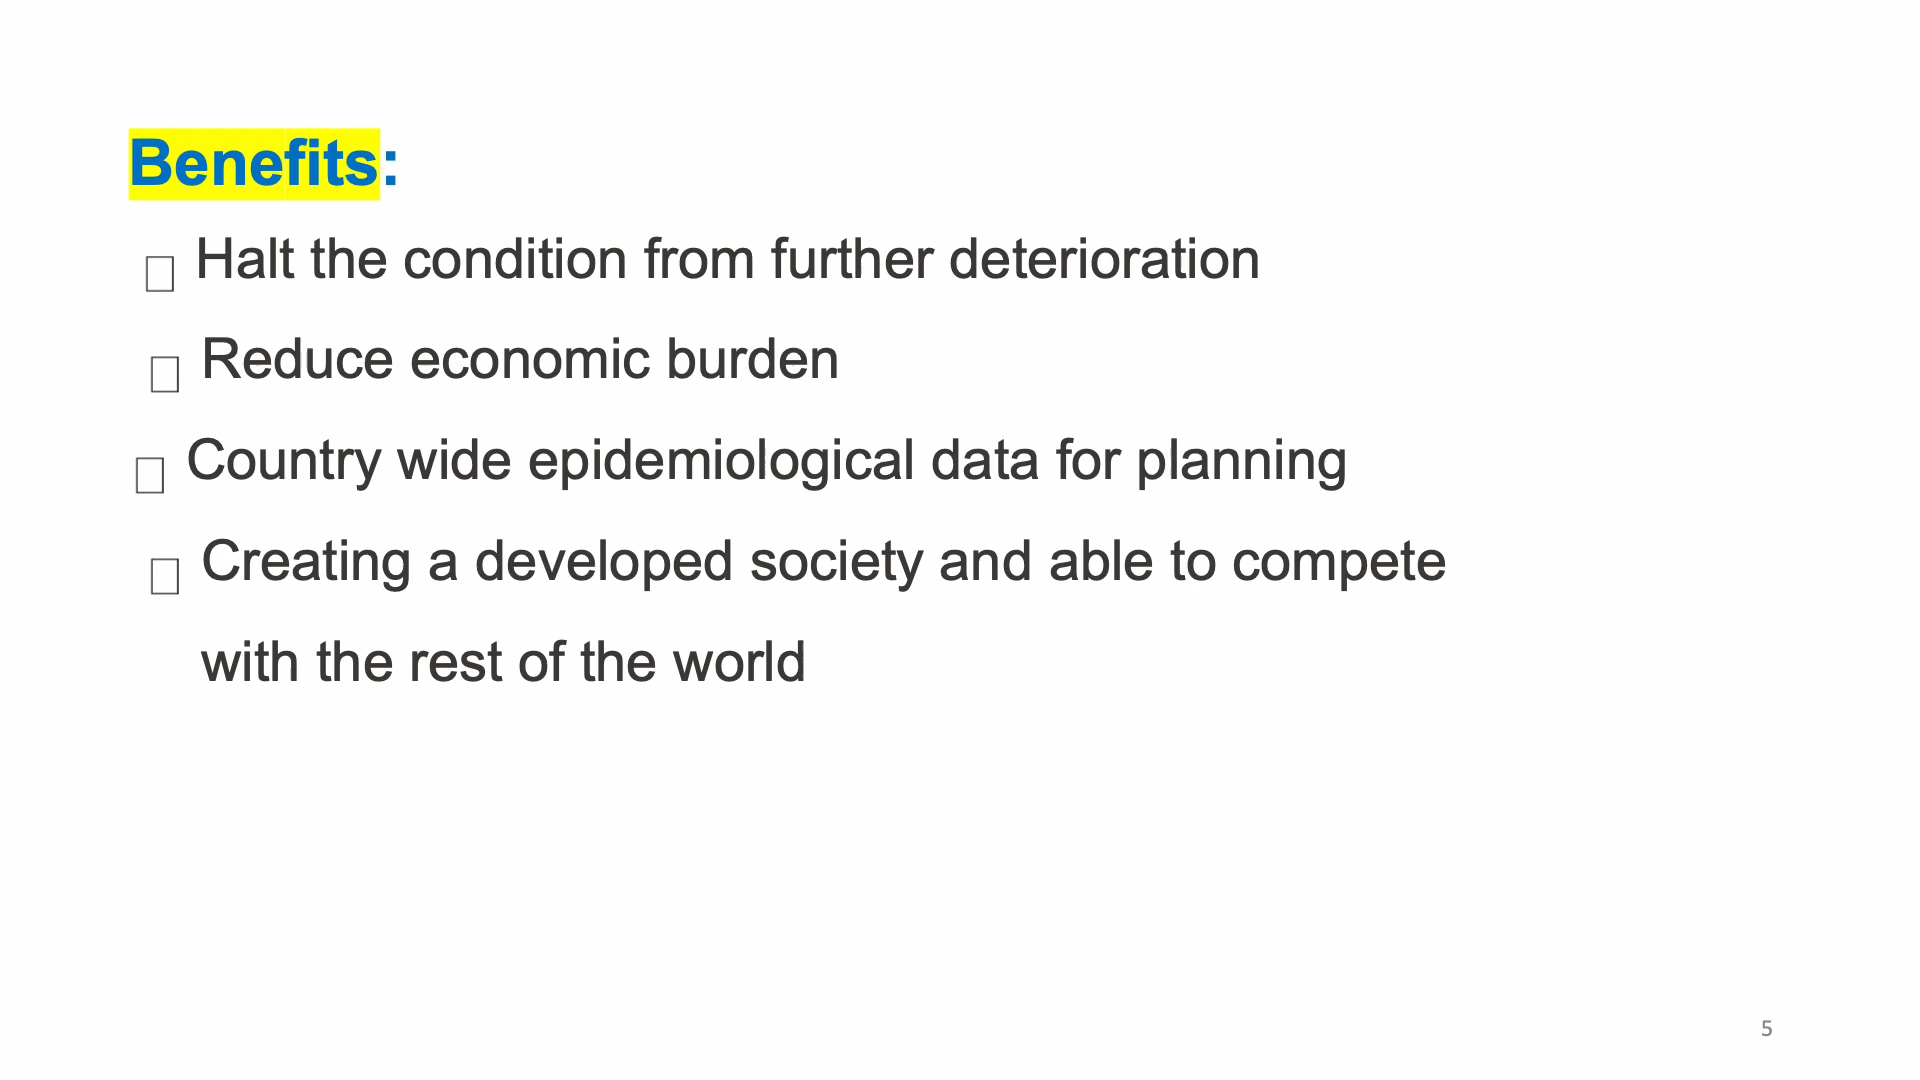 Benefits:
Halt the condition from further deterioration
Reduce economic burden
Country wide epidemiological data for planning
Creating a developed society and able to compete
with the rest of the world
5